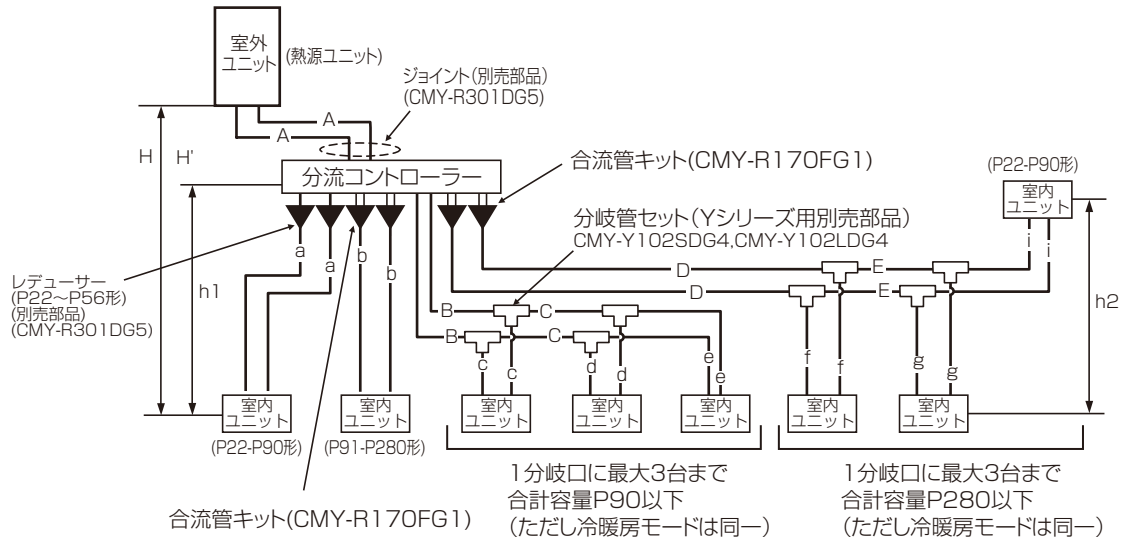 室外
ユニット
(熱源ユニット)
ジョイント(別売部品)
(CMY-R301DG5)
A
A
H
H'
分流コントローラー
合流管キット(CMY-R170FG1)
(P22-P90形)
室内
ユニット
分岐管セット(Yシリーズ用別売部品)
CMY-Y102SDG4,CMY-Y102LDG4
a
a
b
b
i
i
D
E
D
E
h1
h2
レデューサー
(P22～P56形)
(別売部品)
(CMY-R301DG5)
B
C
B
C
c
c
d
d
e
e
f
f
g
g
室内
ユニット
(P22-P90形)
室内
ユニット
(P91-P280形)
室内
ユニット
室内
ユニット
室内
ユニット
室内
ユニット
室内
ユニット
1分岐口に最大3台まで
合計容量P90以下
(ただし冷暖房モードは同一)
1分岐口に最大3台まで
合計容量P280以下
(ただし冷暖房モードは同一)
合流管キット(CMY-R170FG1)